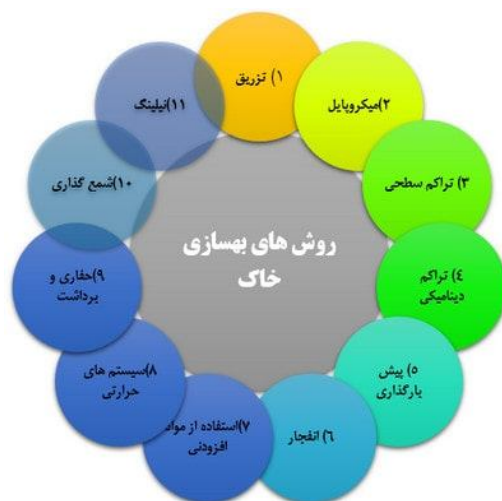 روش های بهسازی
خاک
۱) تزریق
۲)میکروپایل
۳) تراکم سطحی
۴) تراکم
دینامیکی
۵) پیش
بارگذاری
۶) انفجار
۷)استفاده از مواد
افزودنی
۸)سیستم های
حرارتی
۹)حفاری و
برداشت
۱۰)شمع گذاری
۱۱)نیلینگ